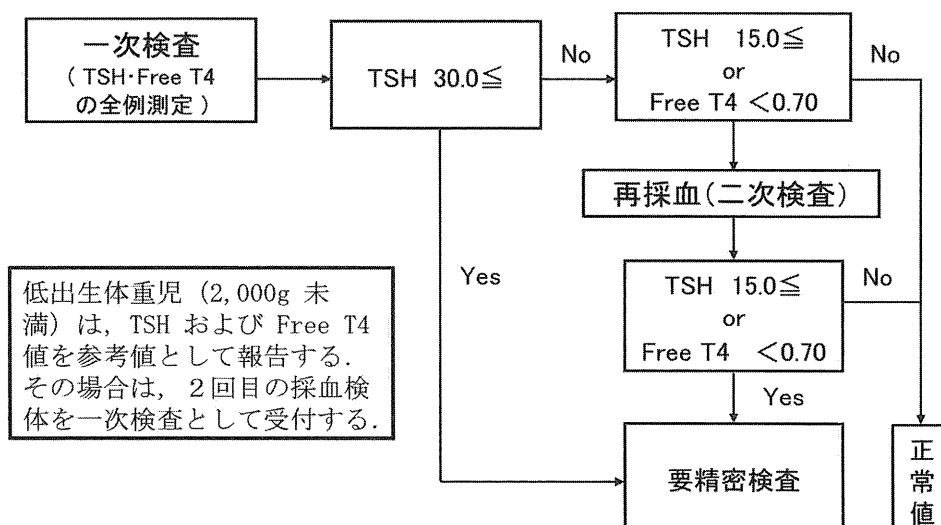 一次検査
( TSH･Free T4
の全例測定 )
TSH 30.0≦
No
TSH 15.0≦
or
Free T4 <0.70
No
再採血(二次検査)
Yes
TSH 15.0≦
or
Free T4 <0.70
No
Yes
低出生体重児 (2,000g 未
満) は, TSH および Free T4
値を参考値として報告する.
その場合は, 2回目の採血検
体を一次検査として受付する.
要精密検査
正
常
値